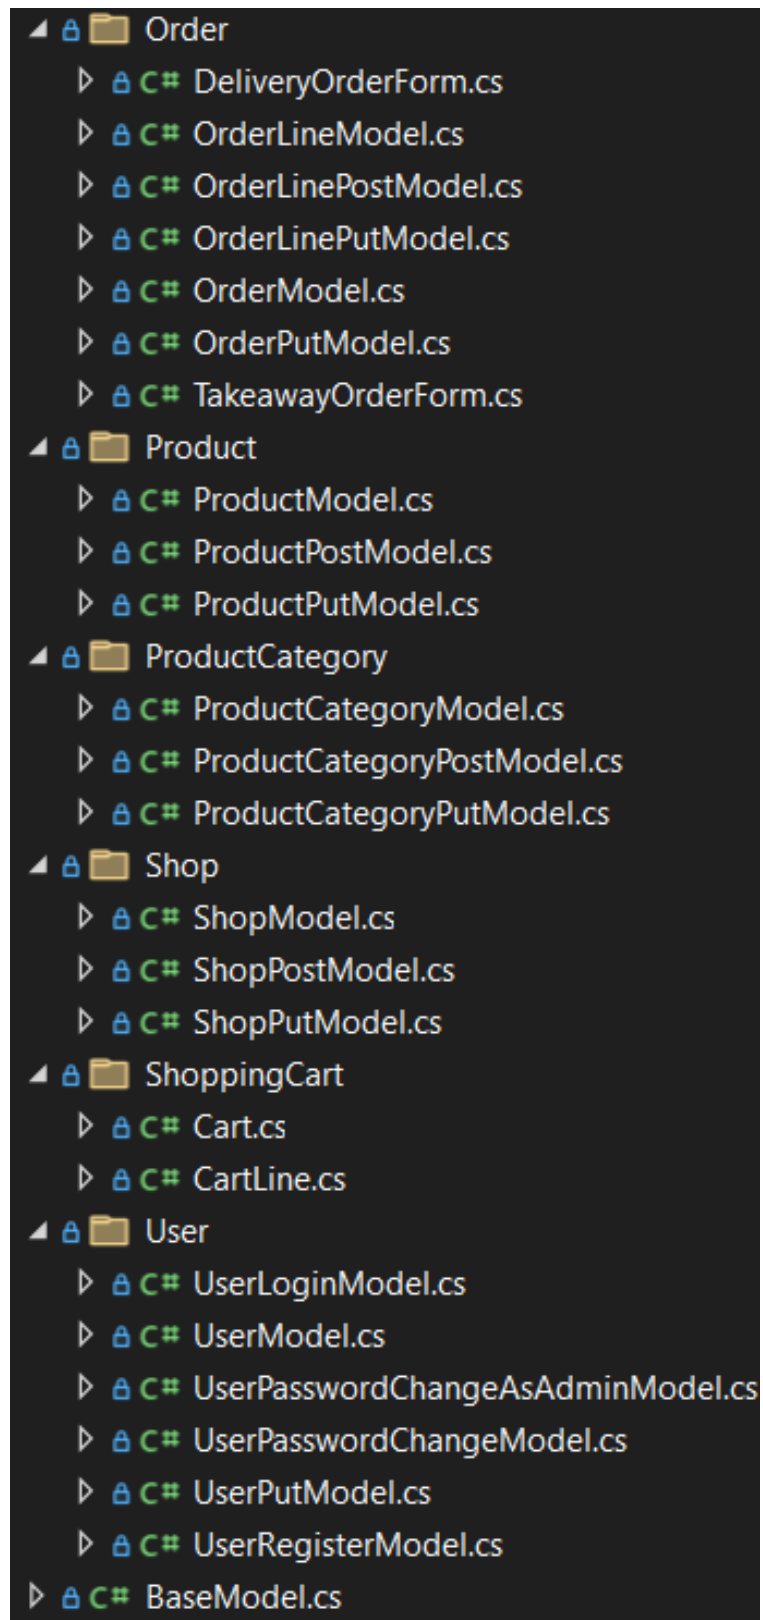 Order
C# DeliveryOrderForm.cs
C# OrderLineModel.cs
C# OrderLinePostModel.cs
C# OrderLinePutModel.cs
C# OrderModel.cs
C# OrderPutModel.cs
C# TakeawayOrderForm.cs
Product
C# ProductModel.cs
C# ProductPostModel.cs
C# ProductPutModel.cs
ProductCategory
C# ProductCategoryModel.cs
C# ProductCategoryPostModel.cs
C# ProductCategoryPutModel.cs
Shop
C# ShopModel.cs
C# ShopPostModel.cs
C# ShopPutModel.cs
ShoppingCart
C# Cart.cs
C# CartLine.cs
User
C# UserLoginModel.cs
C# UserModel.cs
C# UserPasswordChangeAsAdminModel.cs
C# UserPasswordChangeModel.cs
C# UserPutModel.cs
C# UserRegisterModel.cs
C# BaseModel.cs